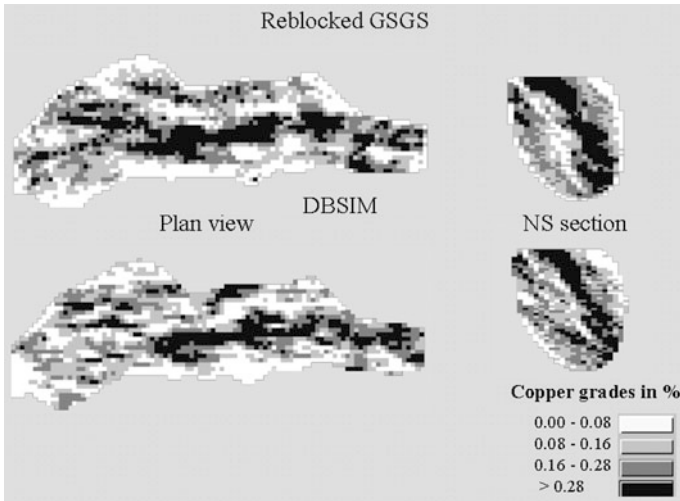 Reblocked GSGS
Plan view
DBSIM
NS section
Copper grades in %
0.00 - 0.08
0.08 - 0.16
0.16 - 0.28
> 0.28